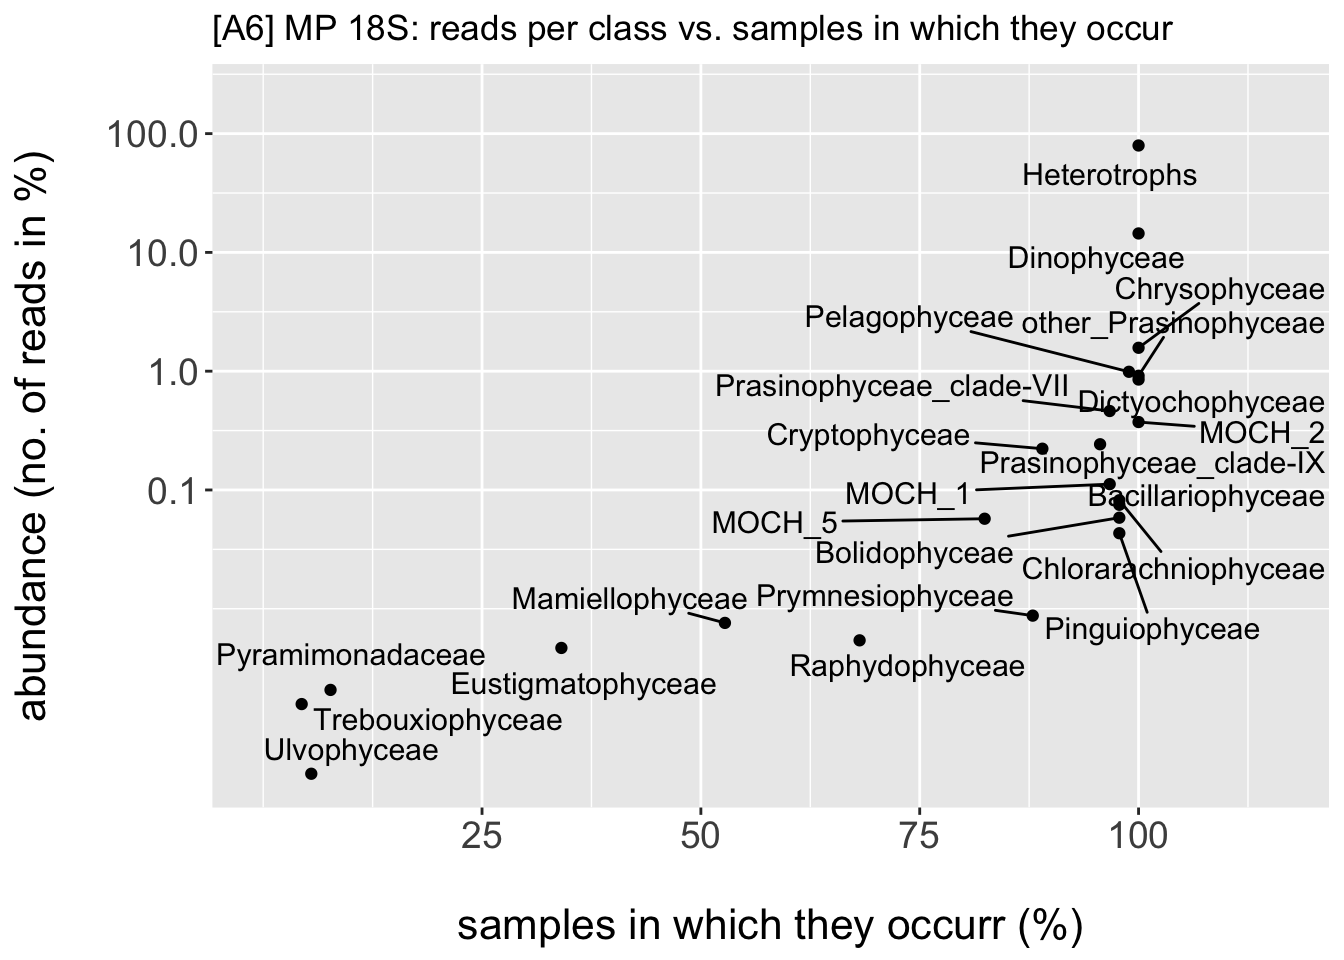 [A6] MP 18S: reads per class vs. samples in which they occur
abundance (no. of reads in %)
100.0
10.0
1.0
0.1
Heterotrophs
Dinophyceae
Chrysophyceae
Pelagophyceae
other_Prasinophyceae
Prasinophyceae_clade-VII
Dictyochophyceae
MOCH_2
Cryptophyceae
Prasinophyceae_clade-IX
MOCH_1
Bacillariophyceae
MOCH_5
Bolidophyceae
Chlorarachniophyceae
Mamiellophyceae
Prymnesiophyceae
Pinguiophyceae
Pyramimonadaceae
Raphydophyceae
Eustigmatophyceae
Trebouxiophyceae
Ulvophyceae
25
50
75
100
samples in which they occurr (%)